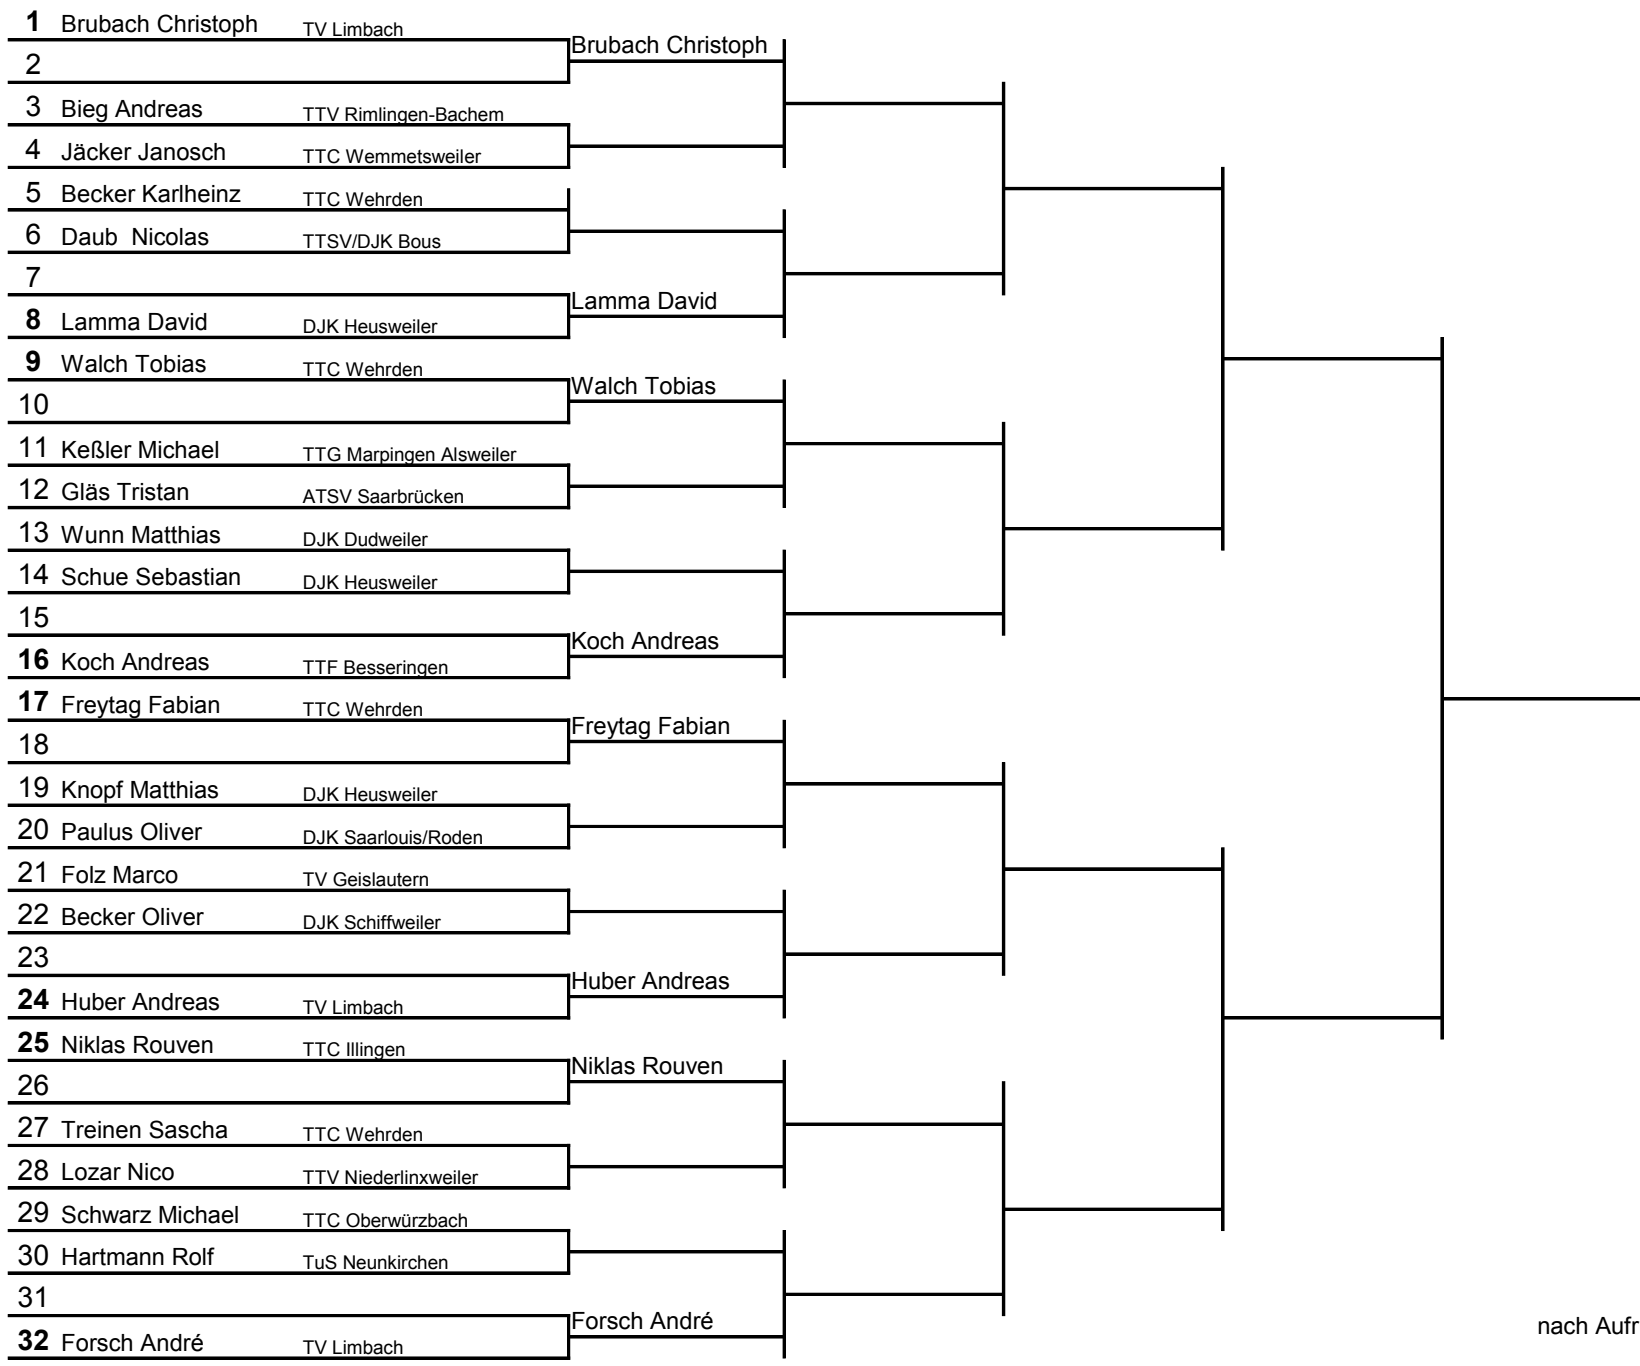 1 Brubach Christoph TV Limbach
Brubach Christoph
2
3 Bieg Andreas TTV Rimlingen-Bachem
4 Jäcker Janosch TTC Wemmetsweiler
5 Becker Karlheinz TTC Wehrden
6 Daub Nicolas TTSV/DJK Bous
7
Lamma David
8 Lamma David DJK Heusweiler
9 Walch Tobias TTC Wehrden
Walch Tobias
10
11 Keßler Michael TTG Marpingen Alsweiler
12 Gläs Tristan ATSV Saarbrücken
13 Wunn Matthias DJK Dudweiler
14 Schue Sebastian DJK Heusweiler
15
Koch Andreas
16 Koch Andreas TTF Besseringen
17 Freytag Fabian TTC Wehrden
Freytag Fabian
18
19 Knopf Matthias DJK Heusweiler
20 Paulus Oliver DJK Saarlouis/Roden
21 Folz Marco TV Geislautern
22 Becker Oliver DJK Schiffweiler
23
Huber Andreas
24 Huber Andreas TV Limbach
25 Niklas Rouven TTC Illingen
Niklas Rouven
26
27 Treinen Sascha TTC Wehrden
28 Lozar Nico TTV Niederlinxweiler
29 Schwarz Michael TTC Oberwürzbach
30 Hartmann Rolf TuS Neunkirchen
31
Forsch André
nach Aufr
32 Forsch André TV Limbach